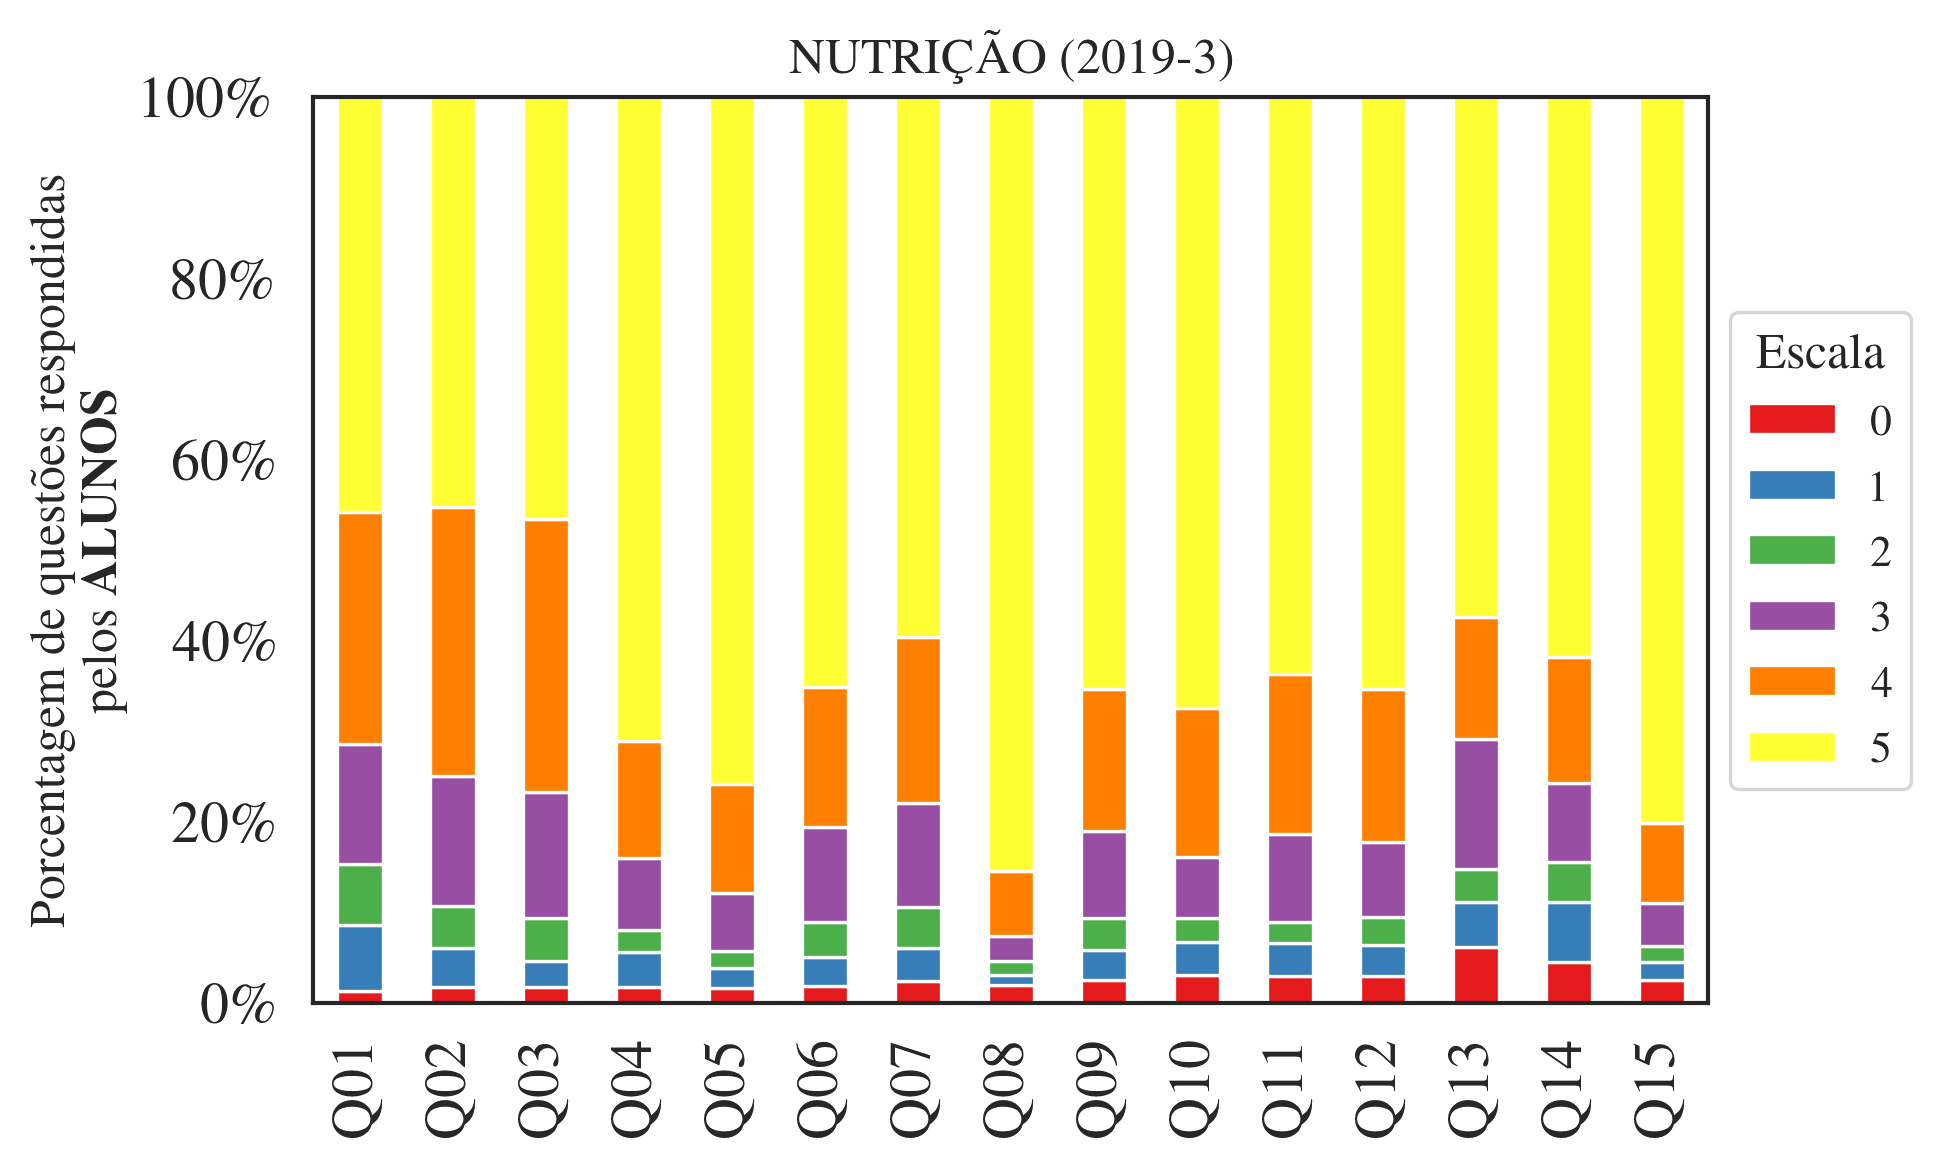 NUTRIÇÃO (2019-3)
Porcentagem de questões respondidas
pelos ALUNOS
100%
80%
60%
40%
20%
0%
Q01
Q02
Q03
Q04
Q05
Q06
Q07
Q08
Q09
Q10
Q11
Q12
Q13
Q14
Q15
Escala
0
1
2
3
4
5